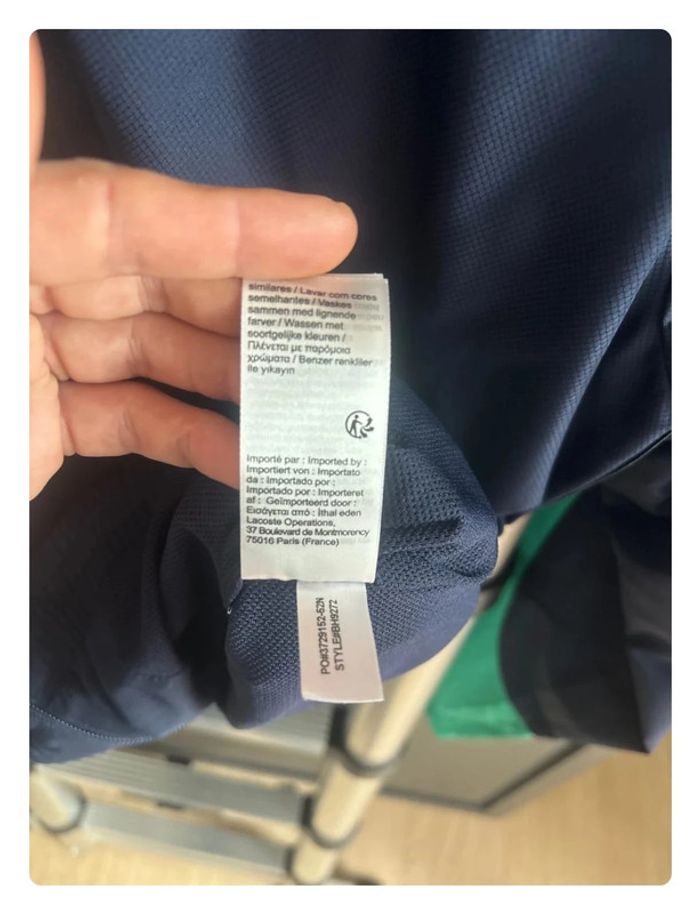 similares / Lavar com cores
semelhantes / Vaskes
sammen med lignende
farver / Wassen met
soortgelijke kleuren /
Πλένεται με παρόμοια
χρώματα / Benzer renkliler
ile yıkayın
Importé par : Imported by :
Importiert von : Importato
da : Importado por :
Importado por : Importeret
af : Geïmporteerd door :
Εισάγεται από : İthal eden
Lacoste Operations,
37 Boulevard de Montmorency
75016 Paris (France)
PO#3729152-6ZN
STYLE#BH9272